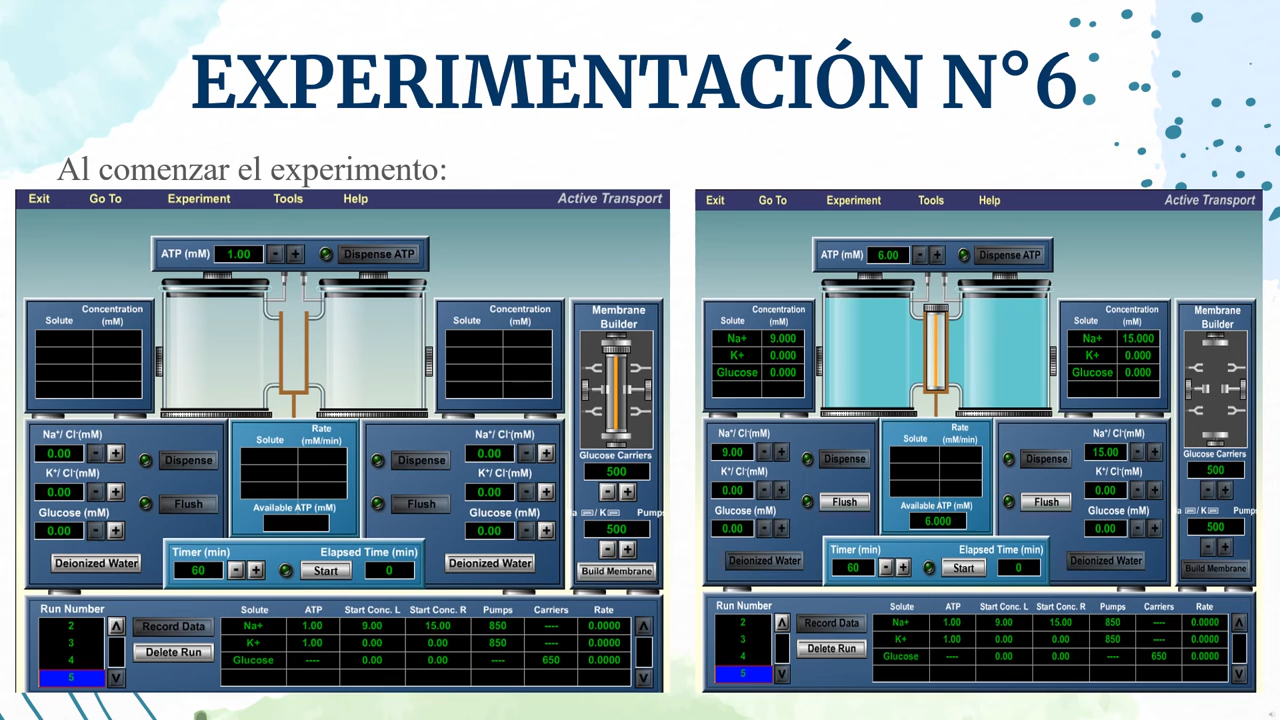 EXPERIMENTACIÓN N°6
Al comenzar el experimento:
Exit Go To Experiment Tools Help Active Transport
ATP (mM) 1.00 - + Dispense ATP
Solute Concentration (mM)
Solute Concentration (mM)
Membrane Builder
Na+/ Cl-(mM)
0.00 - + Dispense
K+/ Cl-(mM)
0.00 - + Flush
Glucose (mM)
0.00 - +
Deionized Water
Solute Rate (mM/min)
Available ATP (mM)
Na+/ Cl-(mM)
Dispense 0.00 - +
K+/ Cl-(mM)
Flush 0.00 - +
Glucose (mM)
0.00 - +
Deionized Water
Glucose Carriers
500
- +
/ K Pump
500
- +
Build Membrane
Timer (min) Elapsed Time (min)
60 - + Start 0
Run Number Solute ATP Start Conc. L Start Conc. R Pumps Carriers Rate
2 Record Data Na+ 1.00 9.00 15.00 850 ---- 0.0000
3 K+ 1.00 0.00 0.00 850 ---- 0.0000
4 Delete Run Glucose ---- 0.00 0.00 ---- 650 0.0000
5
Exit Go To Experiment Tools Help Active Transport
ATP (mM) 6.00 - + Dispense ATP
Solute Concentration (mM)
Na+ 9.000
K+ 0.000
Glucose 0.000
Solute Concentration (mM)
Na+ 15.000
K+ 0.000
Glucose 0.000
Membrane Builder
Na+/ Cl-(mM)
9.00 - + Dispense
K+/ Cl-(mM)
0.00 - + Flush
Glucose (mM)
0.00 - +
Deionized Water
Solute Rate (mM/min)
Available ATP (mM)
6.000
Na+/ Cl-(mM)
Dispense 15.00 - +
K+/ Cl-(mM)
Flush 0.00 - +
Glucose (mM)
0.00 - +
Deionized Water
Glucose Carriers
500
- +
/ K Pump
500
- +
Build Membrane
Timer (min) Elapsed Time (min)
60 - + Start 0
Run Number Solute ATP Start Conc. L Start Conc. R Pumps Carriers Rate
2 Record Data Na+ 1.00 9.00 15.00 850 ---- 0.0000
3 K+ 1.00 0.00 0.00 850 ---- 0.0000
4 Delete Run Glucose ---- 0.00 0.00 ---- 650 0.0000
5